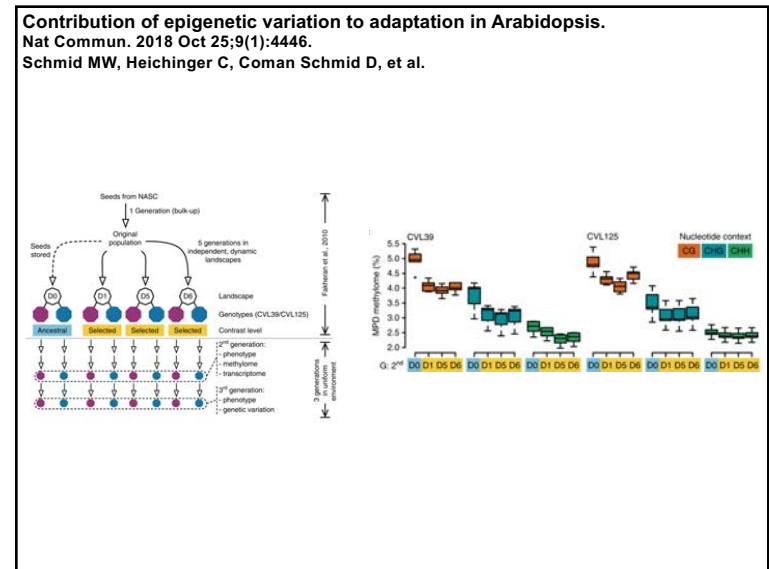 Contribution of epigenetic variation to adaptation in Arabidopsis.
Nat Commun. 2018 Oct 25;9(1):4446.
Schmid MW, Heichinger C, Coman Schmid D, et al.
Seeds from NASC
1 Generation (bulk-up)
Original
population
Seeds
stored
5 generations in
independent, dynamic
landscapes
D0 D1 D5 D6 Landscape
Genotypes (CVL39/CVL125)
Ancestral Selected Selected Selected Contrast level
2nd generation:
- phenotype
- methylome
- transcriptome
3rd generation:
- phenotype
- genetic variation
Fakheran et al., 2010
3 generations
in uniform
environment
CVL39 CVL125 Nucleotide context
CG CHG CHH
MPD methylome (%)
5.5
5.0
4.5
4.0
3.5
3.0
2.5
2.0
G: 2nd D0 D1 D5 D6 D0 D1 D5 D6 D0 D1 D5 D6 D0 D1 D5 D6 D0 D1 D5 D6 D0 D1 D5 D6